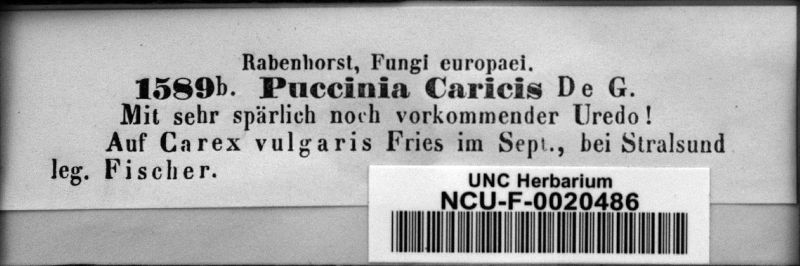 Rabenhorst, Fungi europaei.
1589b. Puccinia Caricis De G.
Mit sehr spärlich noch vorkommender Uredo!
Auf Carex vulgaris Fries im Sept., bei Stralsund
leg. Fischer.
UNC Herbarium
NCU-F-0020486